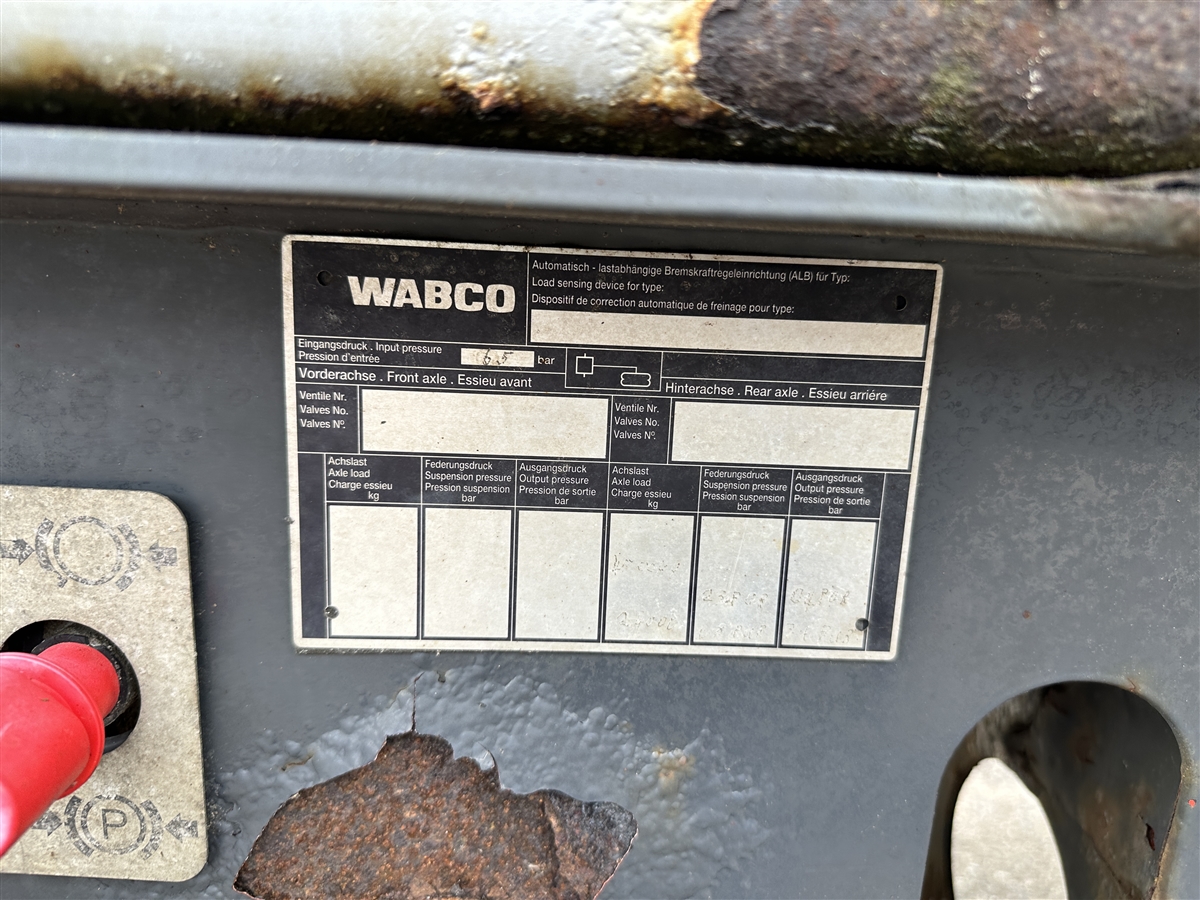 WABCO
Automatisch - lastabhängige Bremskraftregeleinrichtung (ALB) für Typ:
Load sensing device for type:
Dispositif de correction automatique de freinage pour type:
Eingangsdruck . Input pressure
Pression d'entrée
6.5 bar
Vorderachse . Front axle . Essieu avant
Hinterachse . Rear axle . Essieu arriére
Ventile Nr.
Valves No.
Valves Nº.
Ventile Nr.
Valves No.
Valves Nº.
Achslast
Axle load
Charge essieu
kg
Federungsdruck
Suspension pressure
Pression suspension
bar
Ausgangsdruck
Output pressure
Pression de sortie
bar
Achslast
Axle load
Charge essieu
kg
Federungsdruck
Suspension pressure
Pression suspension
bar
Ausgangsdruck
Output pressure
Pression de sortie
bar
P